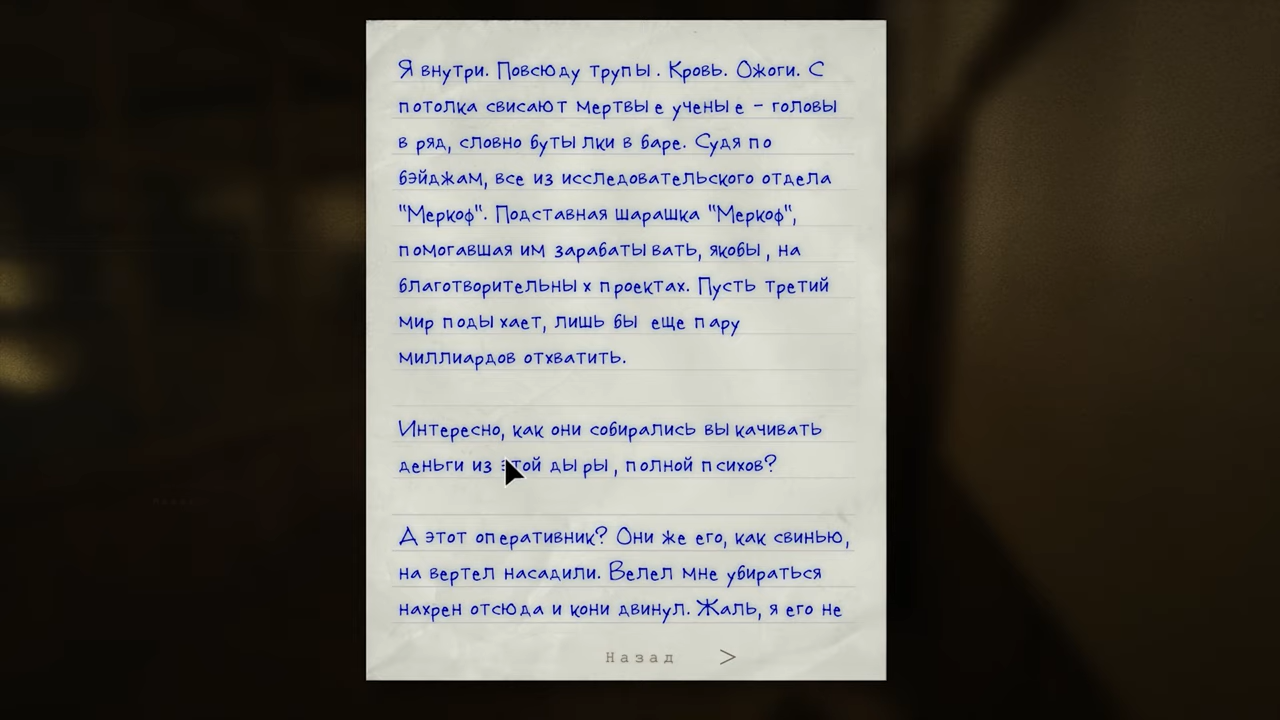 Я внутри. Повсюду трупы. Кровь. Ожоги. С
потолка свисают мертвые ученые - головы
в ряд, словно бутылки в баре. Судя по
бэйджам, все из исследовательского отдела
"Меркоф". Подставная шарашка "Меркоф",
помогавшая им зарабатывать, якобы, на
благотворительных проектах. Пусть третий
мир подыхает, лишь бы еще пару
миллиардов отхватить.
Интересно, как они собирались выкачивать
деньги из этой дыры, полной психов?
А этот оперативник? Они же его, как свинью,
на вертел насадили. Велел мне убираться
нахрен отсюда и кони двинул. Жаль, я его не
Назад >